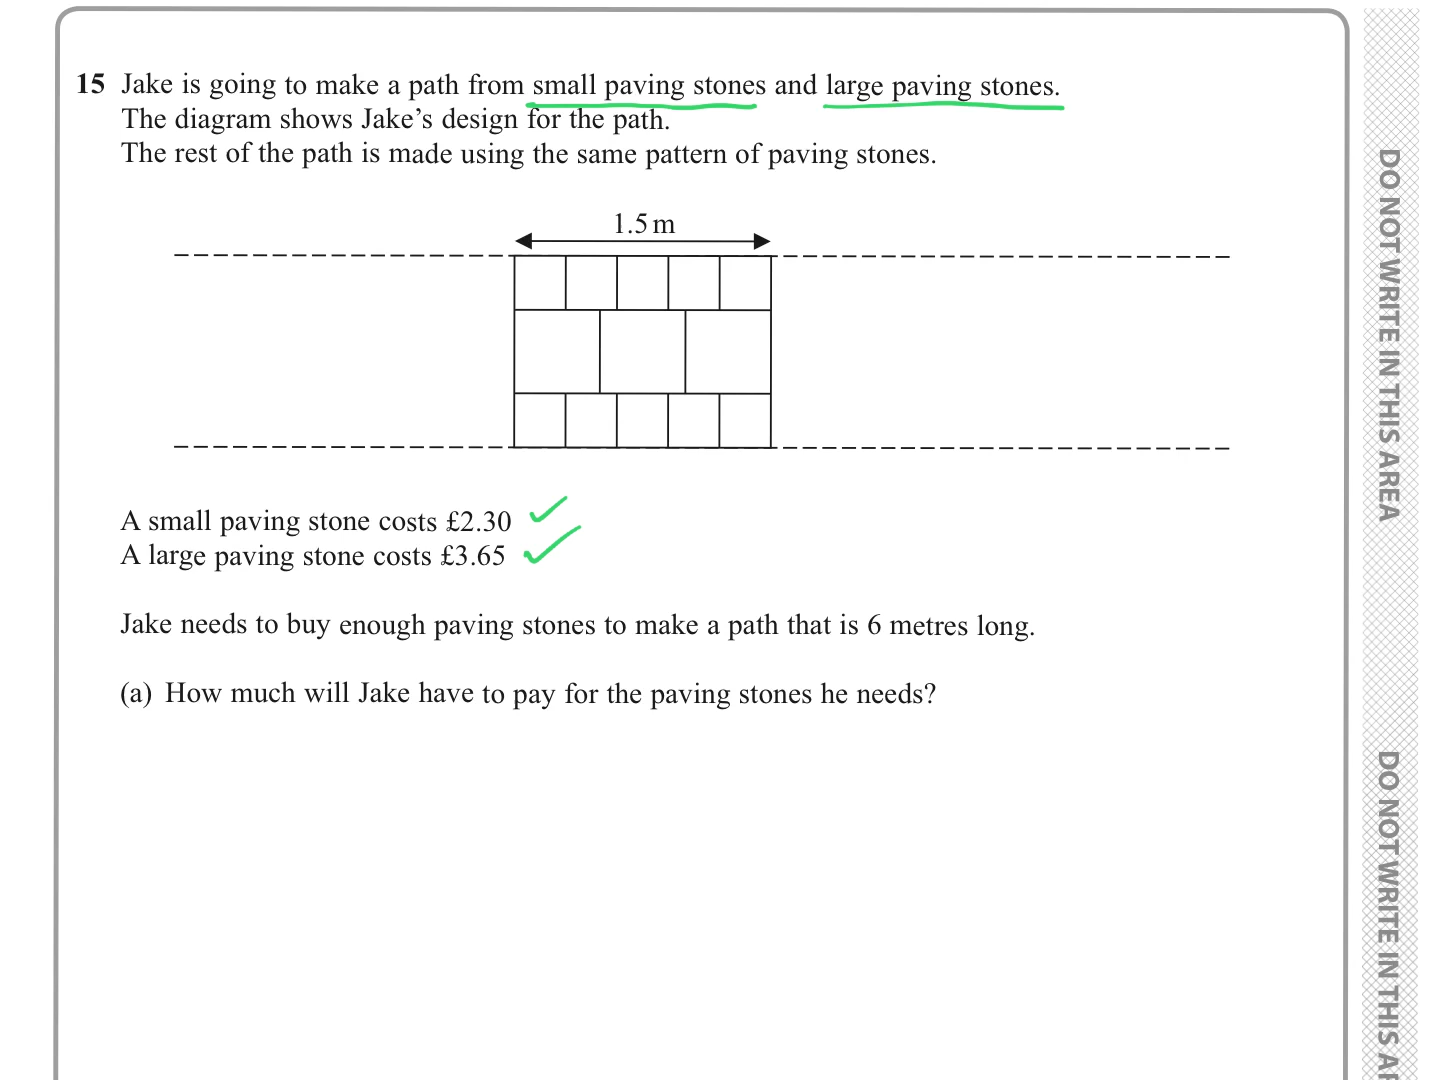 15 Jake is going to make a path from small paving stones and large paving stones.
The diagram shows Jake’s design for the path.
The rest of the path is made using the same pattern of paving stones.
1.5 m
A small paving stone costs £2.30
A large paving stone costs £3.65
Jake needs to buy enough paving stones to make a path that is 6 metres long.
(a) How much will Jake have to pay for the paving stones he needs?
DO NOT WRITE IN THIS AREA
DO NOT WRITE IN THIS AR